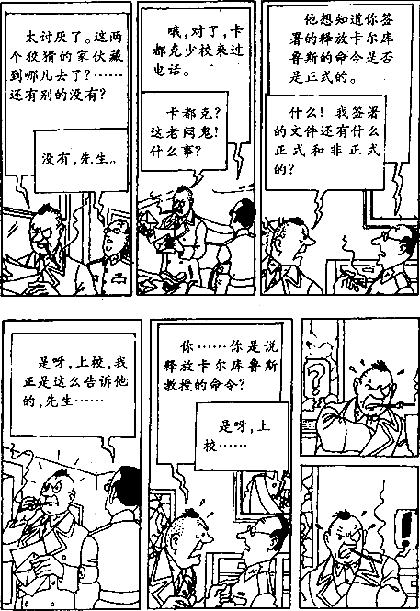 太讨厌了。这两
个狡猾的家伙藏
到哪儿去了？……
还有别的没有？
没有，先生。
哦，对了，卡
都克少校来过
电话。
卡都克？
这老闷鬼！
什么事？
他想知道你签
署的释放卡尔库
鲁斯的命令是否
是正式的。
什么！我签署
的文件还有什么
正式和非正式
的？
是呀，上校，我
正是这么告诉他
的，先生……
你……你是说
释放卡尔库鲁斯
教授的命令？
是呀，上
校……
?
!